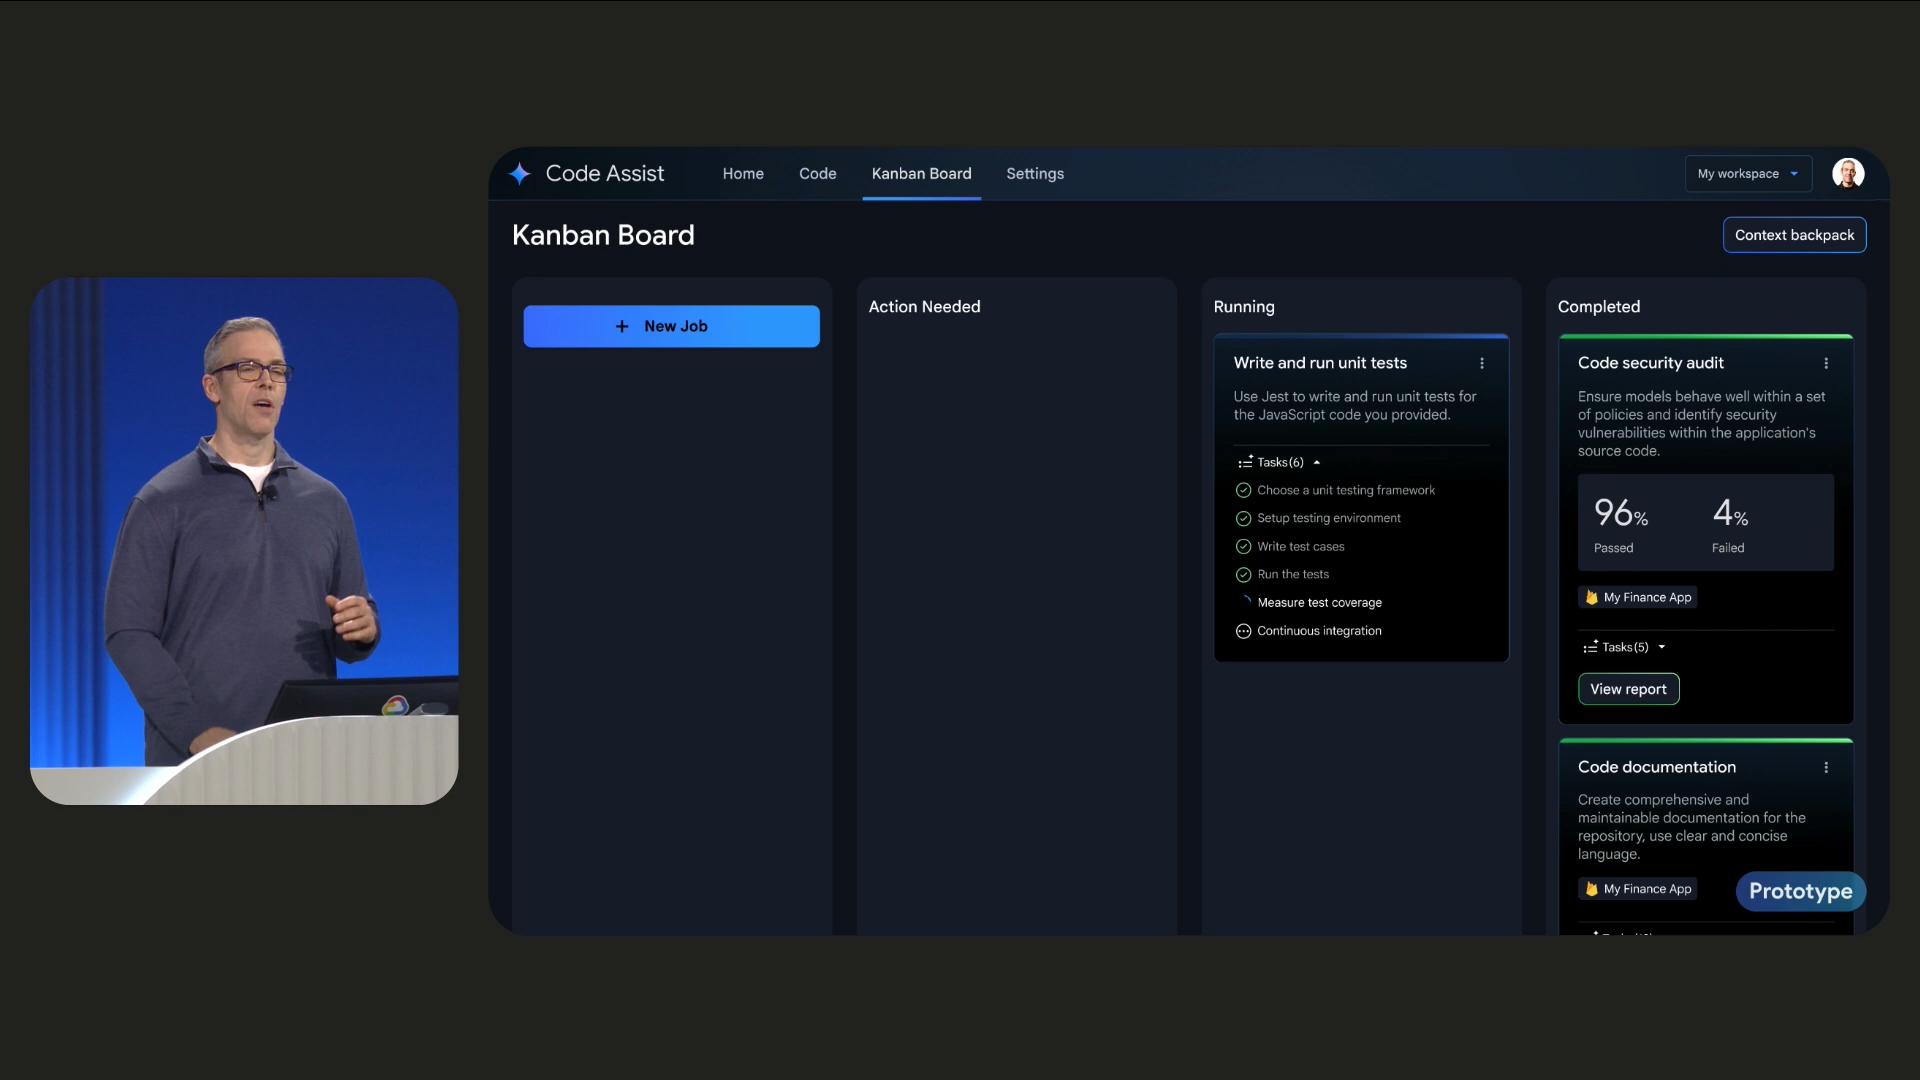 Code Assist
Home
Code
Kanban Board
Settings
My workspace
Kanban Board
Context backpack
+ New Job
Action Needed
Running
Write and run unit tests
Use Jest to write and run unit tests for
the JavaScript code you provided.
Tasks(6)
Choose a unit testing framework
Setup testing environment
Write test cases
Run the tests
Measure test coverage
Continuous integration
Completed
Code security audit
Ensure models behave well within a set
of policies and identify security
vulnerabilities within the application's
source code.
96%
Passed
4%
Failed
My Finance App
Tasks(5)
View report
Code documentation
Create comprehensive and
maintainable documentation for the
repository, use clear and concise
language.
My Finance App
Prototype